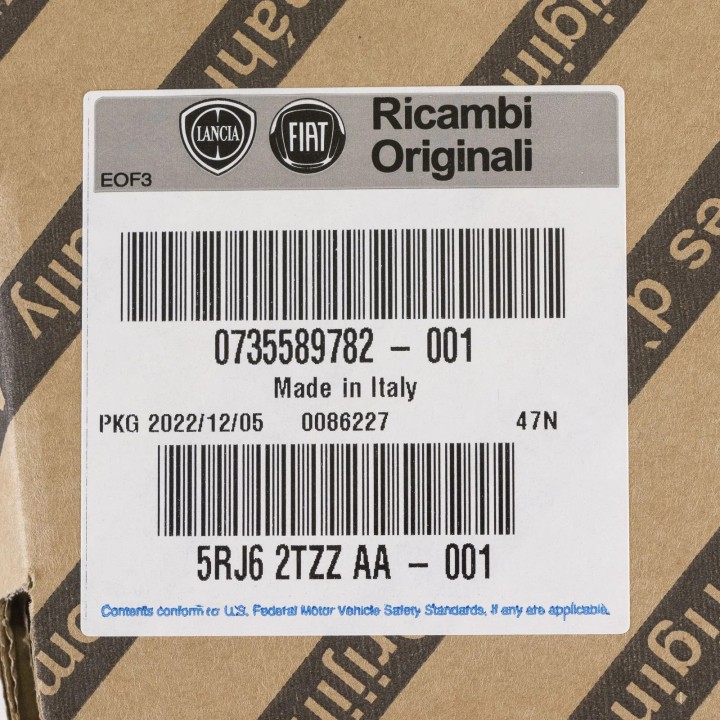 LANCIA FIAT Ricambi
Originali
EOF3
0735589782 - 001
Made in Italy
PKG 2022/12/05 0086227 47N
5RJ6 2TZZ AA - 001
Contents conform to U.S. Federal Motor Vehicle Safety Standards, if any are applicable.